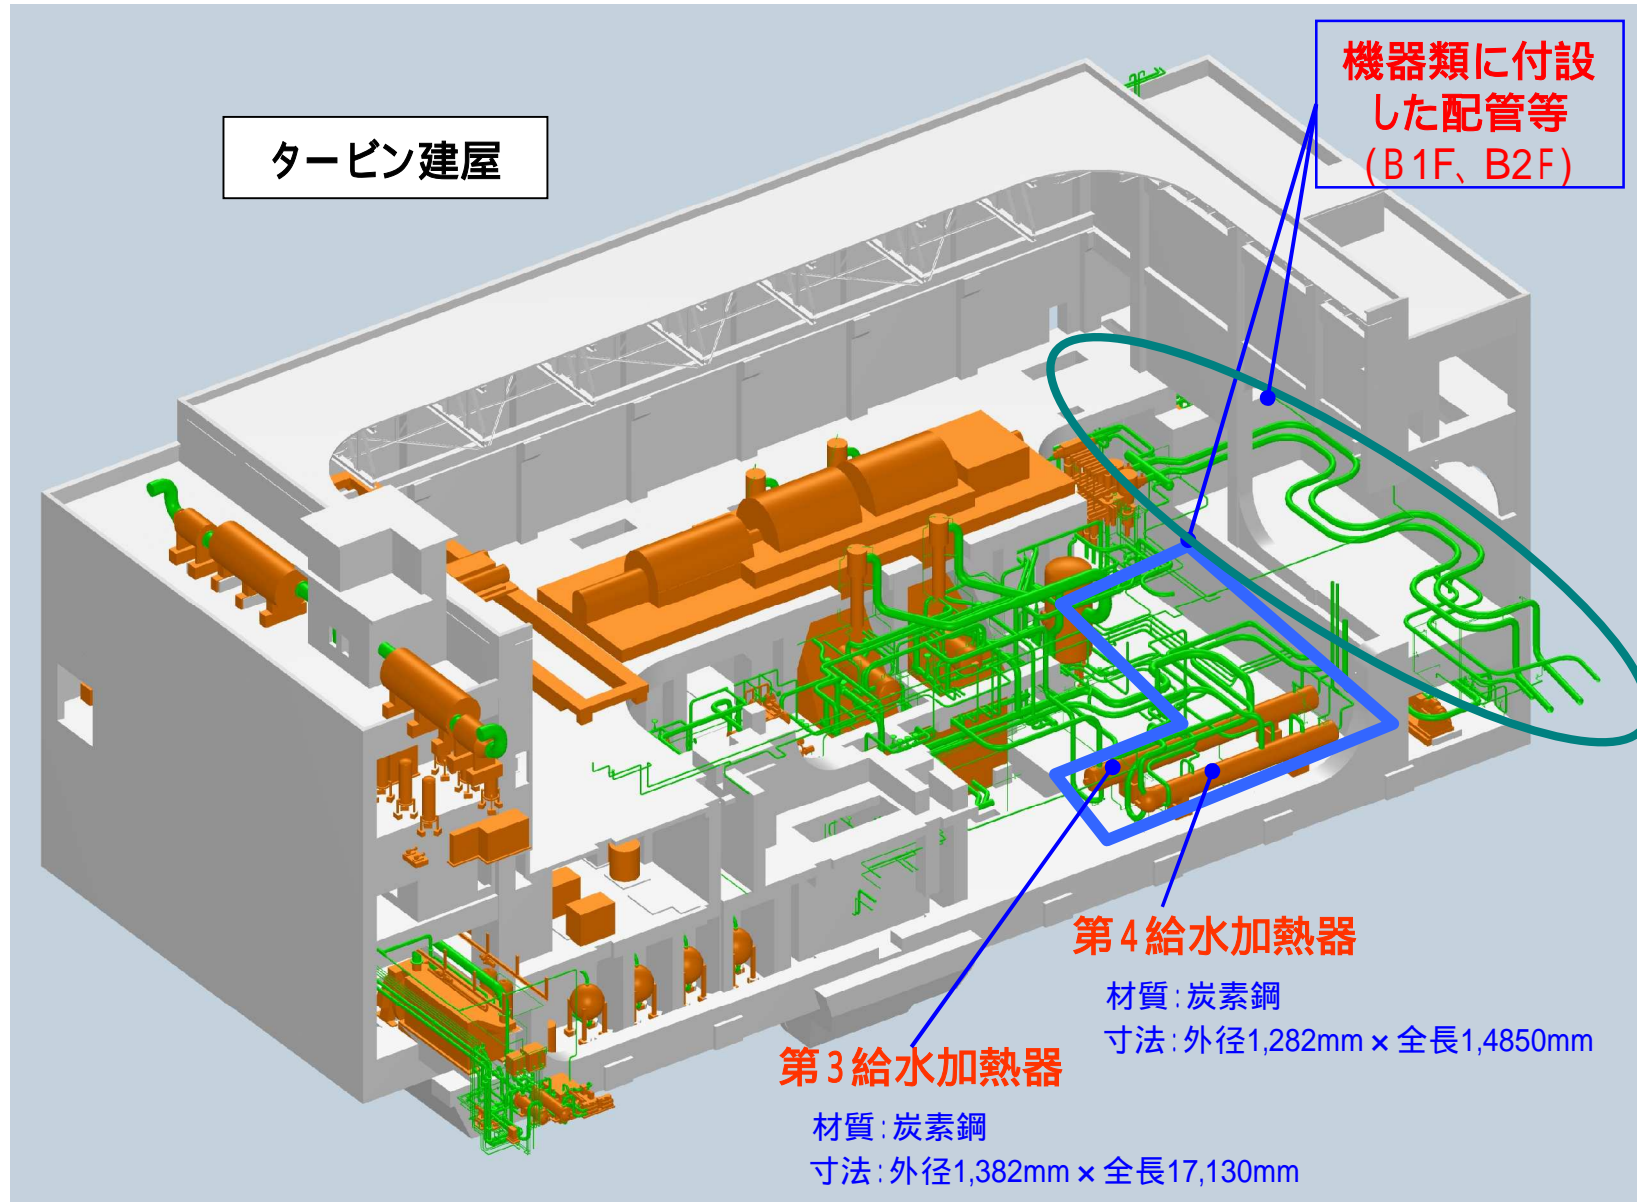 機器類に付設
した配管等
(B1F、B2F)
タービン建屋
第4給水加熱器
材質:炭素鋼
寸法:外径1,282mm×全長1,4850mm
第3給水加熱器
材質:炭素鋼
寸法:外径1,382mm×全長17,130mm